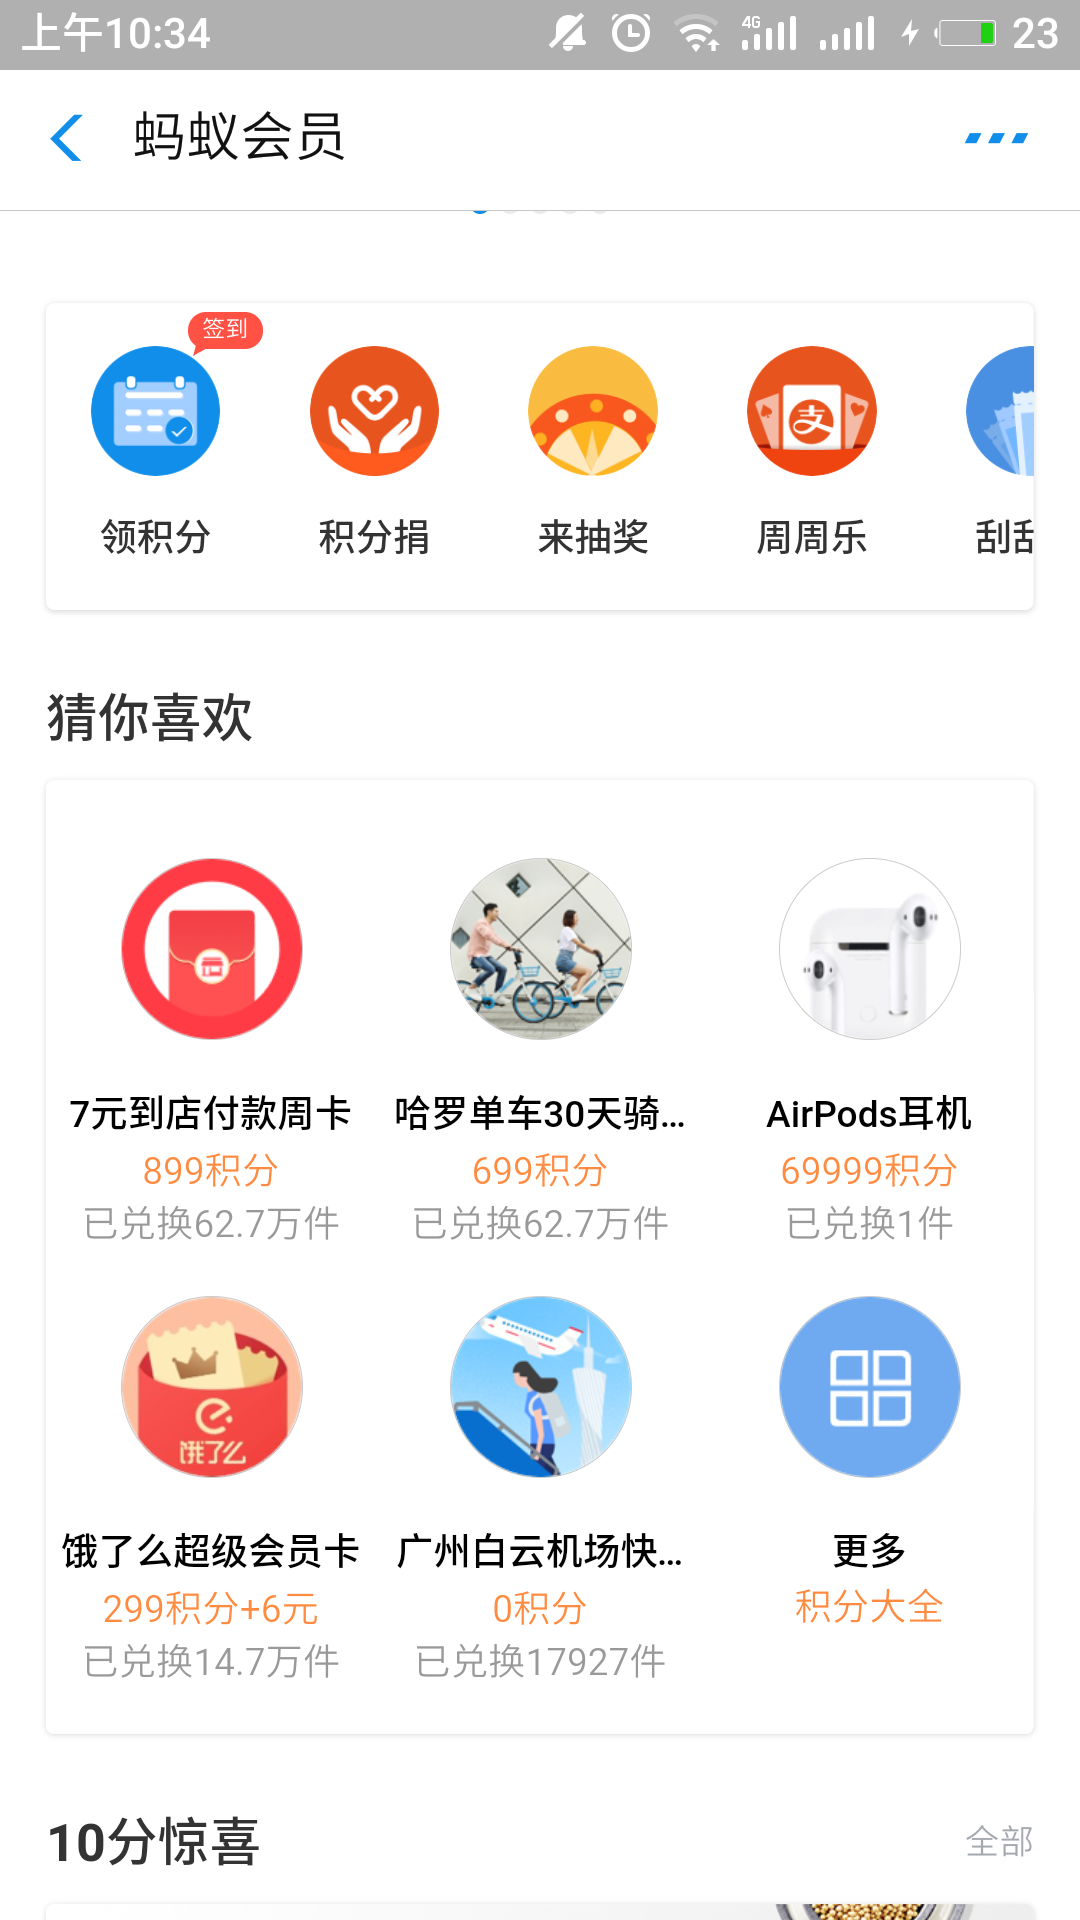 上午10:34
4G
23
蚂蚁会员
签到
支
领积分
积分捐
来抽奖
周周乐
猜你喜欢
7元到店付款周卡
哈罗单车30天骑...
AirPods耳机
899积分
699积分
69999积分
已兑换62.7万件
已兑换62.7万件
已兑换1件
饿了么
饿了么超级会员卡
广州白云机场快...
更多
299积分+6元
0积分
积分大全
已兑换14.7万件
已兑换17927件
10分惊喜
全部